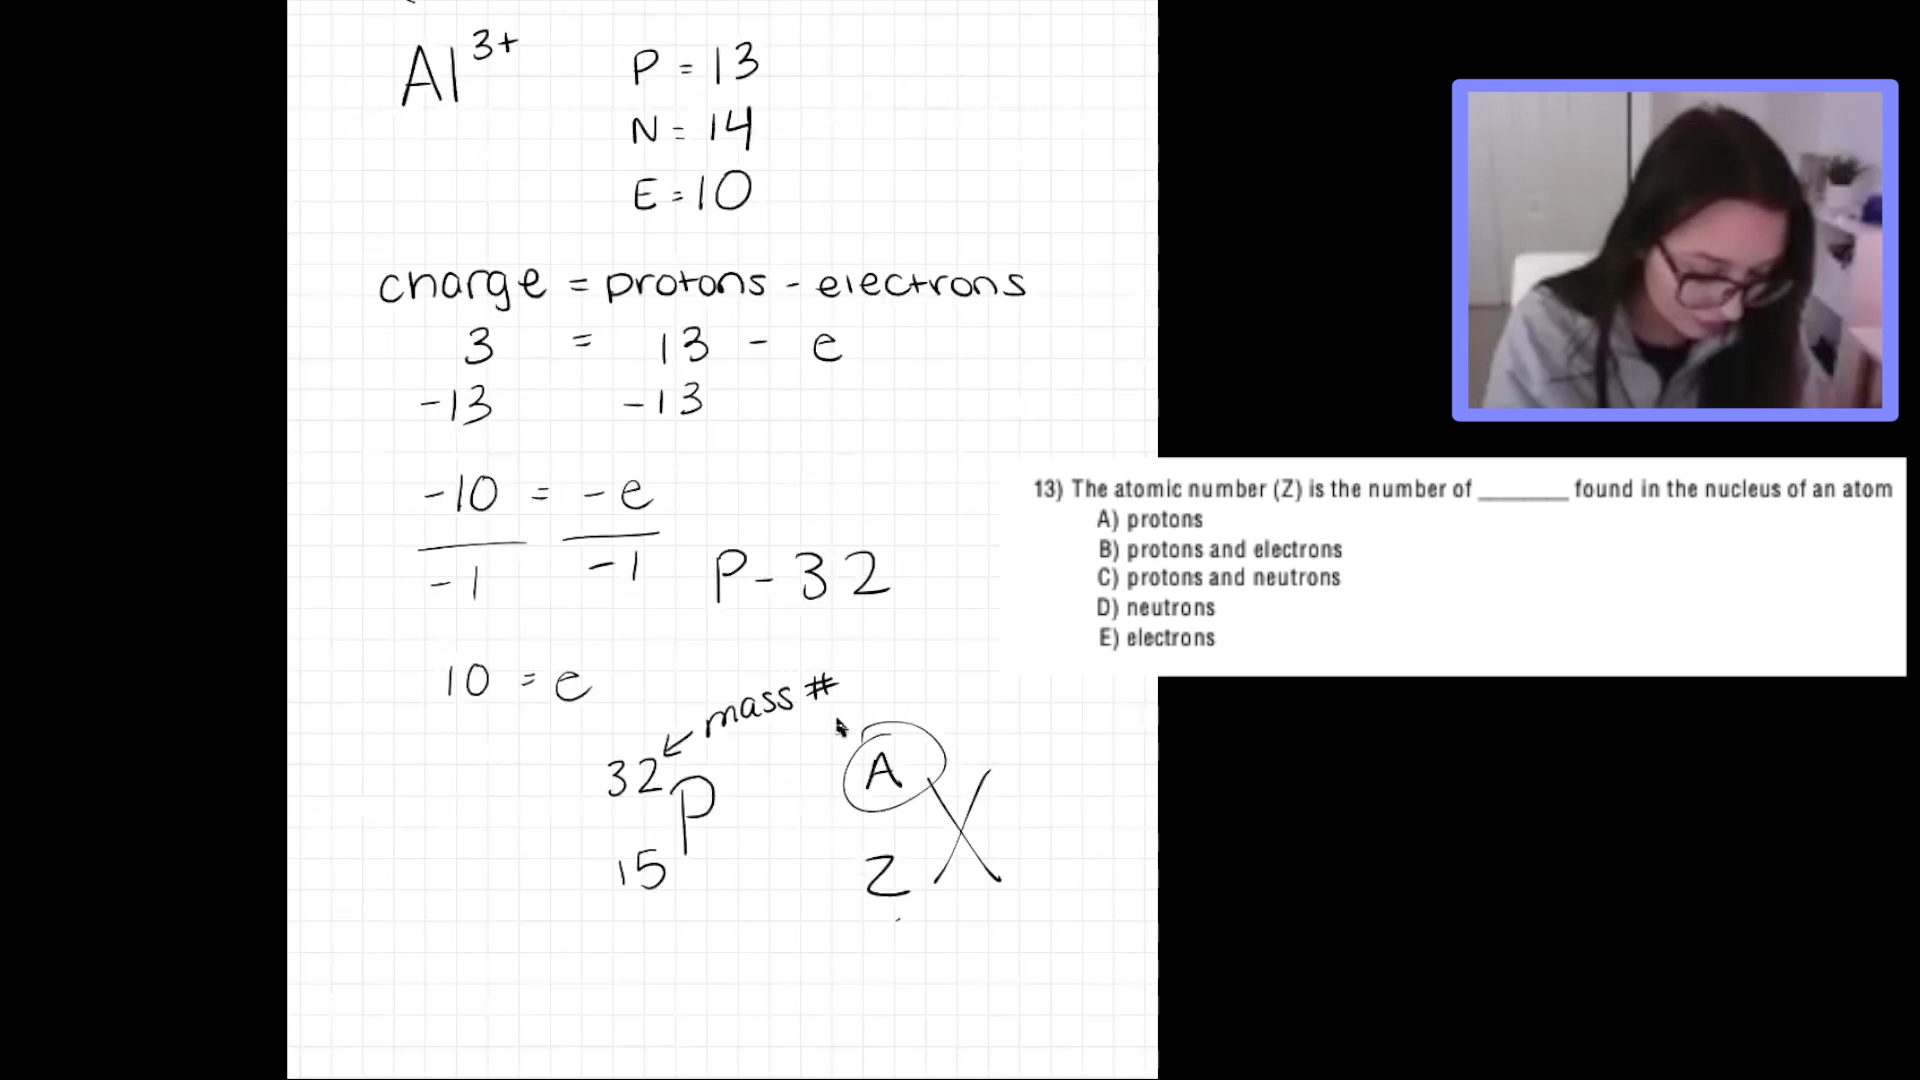 Al 3+
P = 13
N = 14
E = 10
charge = protons - electrons
3 = 13 - e
-13 -13
-10 = -e
-1 -1
P-32
10 = e
mass #
32
P
15
A
X
Z
13) The atomic number (Z) is the number of ________ found in the nucleus of an atom
A) protons
B) protons and electrons
C) protons and neutrons
D) neutrons
E) electrons